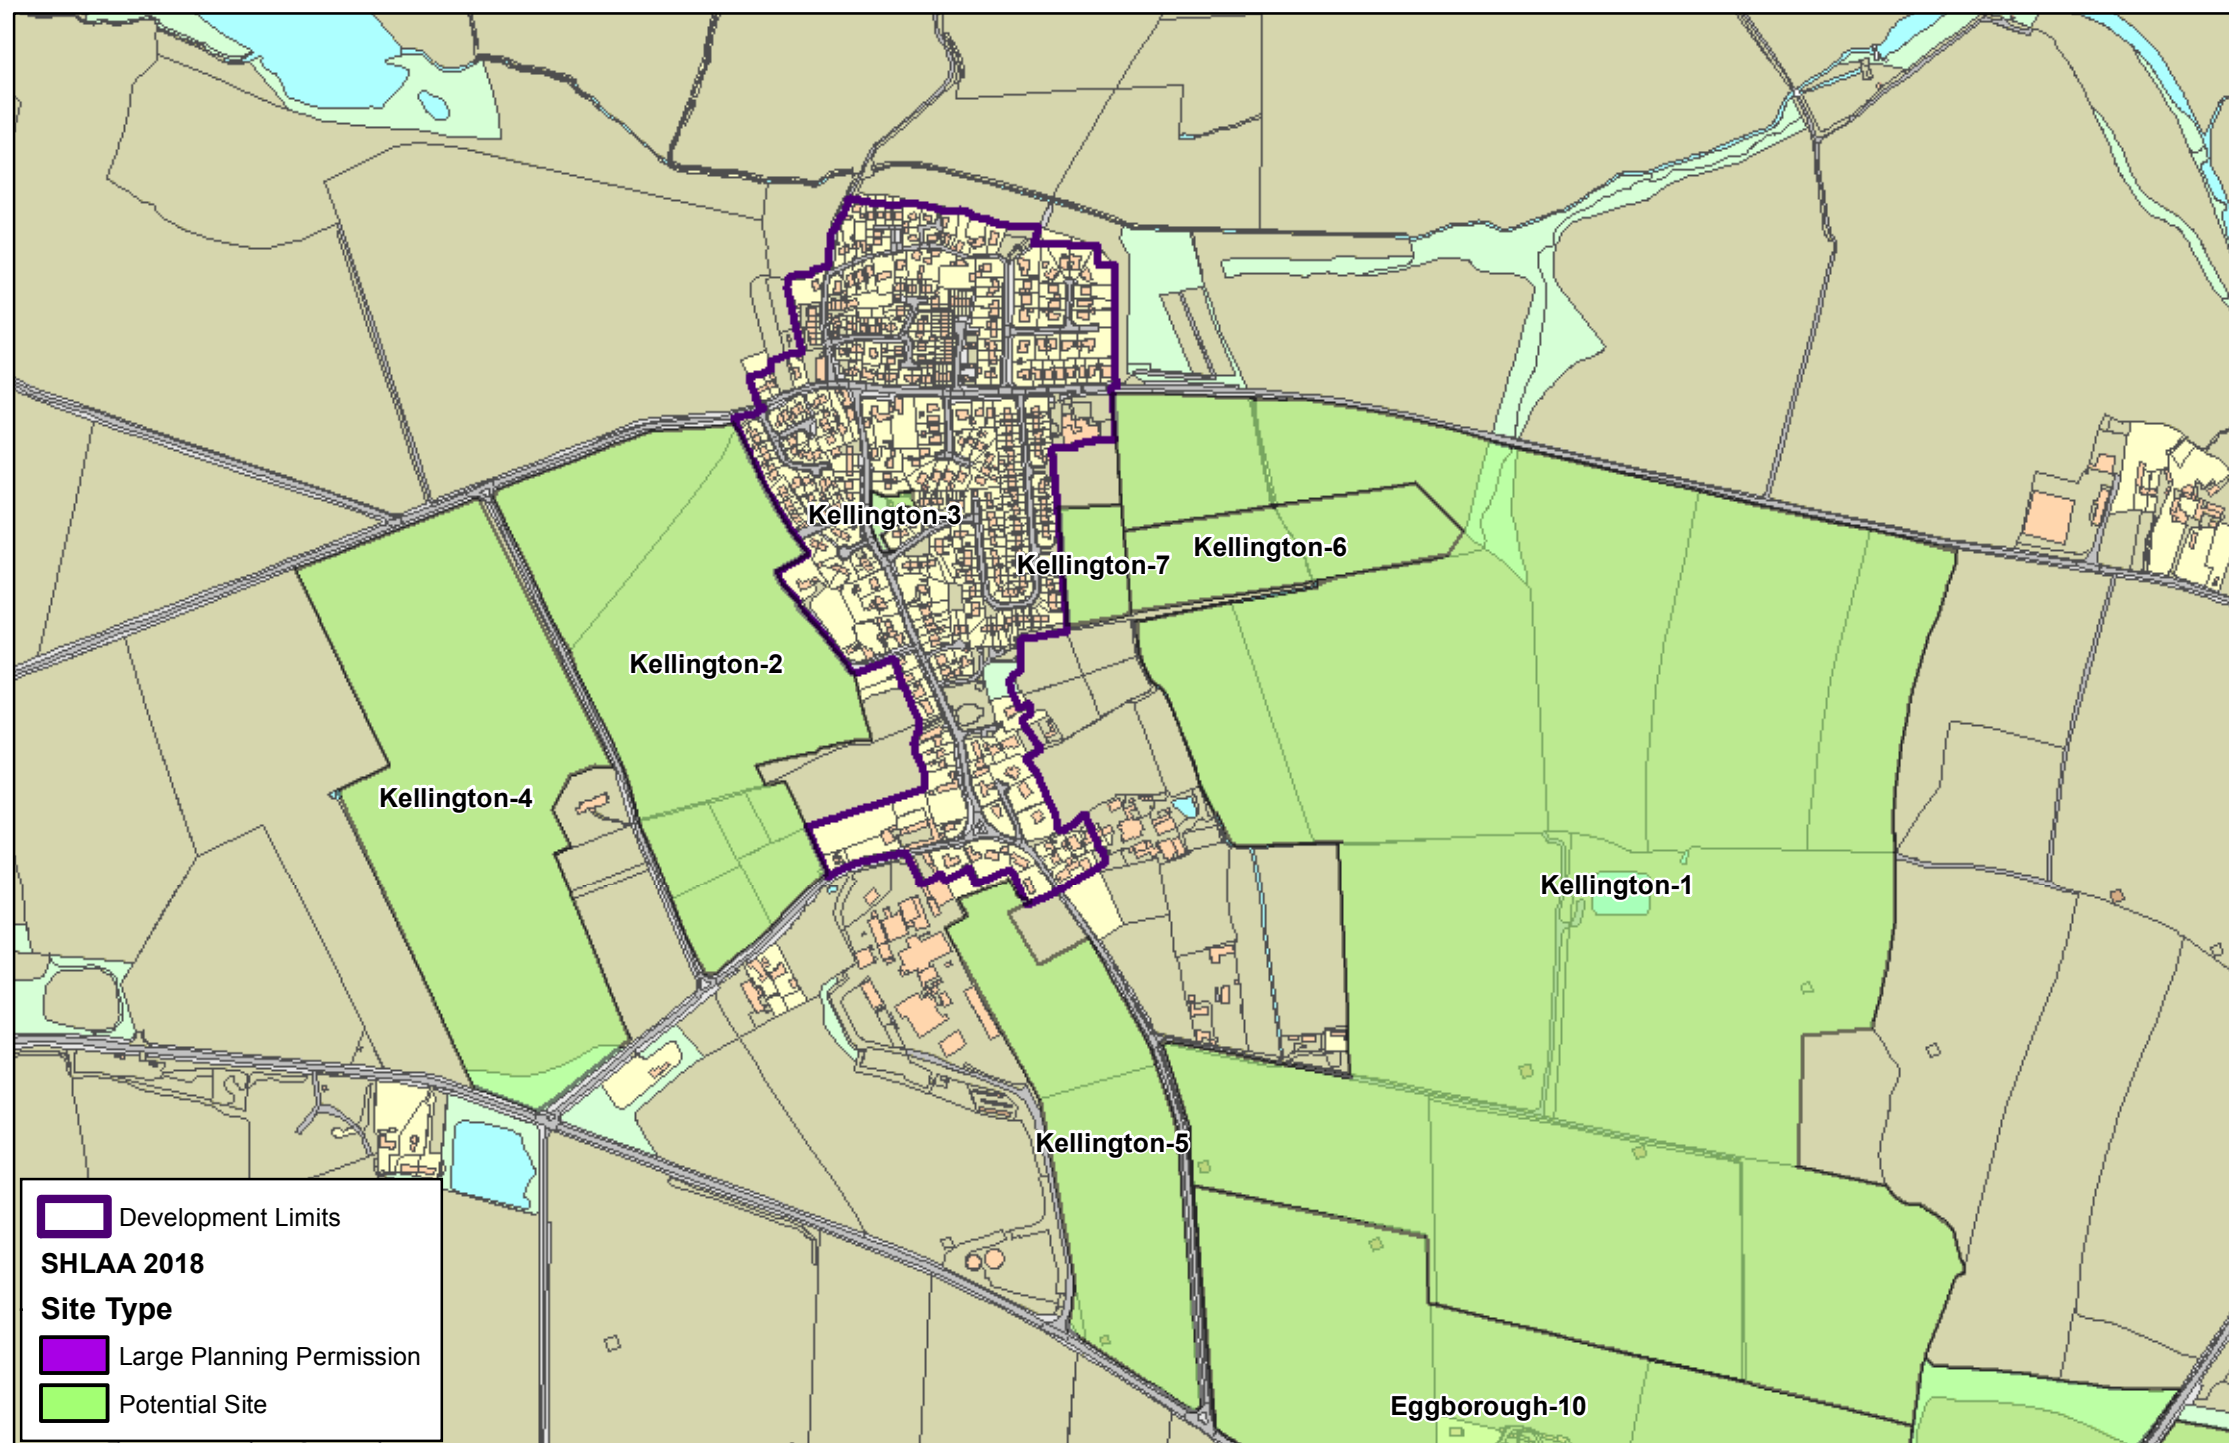 Kellington-3
Kellington-6
Kellington-7
Kellington-2
Kellington-4
Kellington-1
Kellington-5
Eggborough-10
Development Limits
SHLAA 2018
Site Type
Large Planning Permission
Potential Site